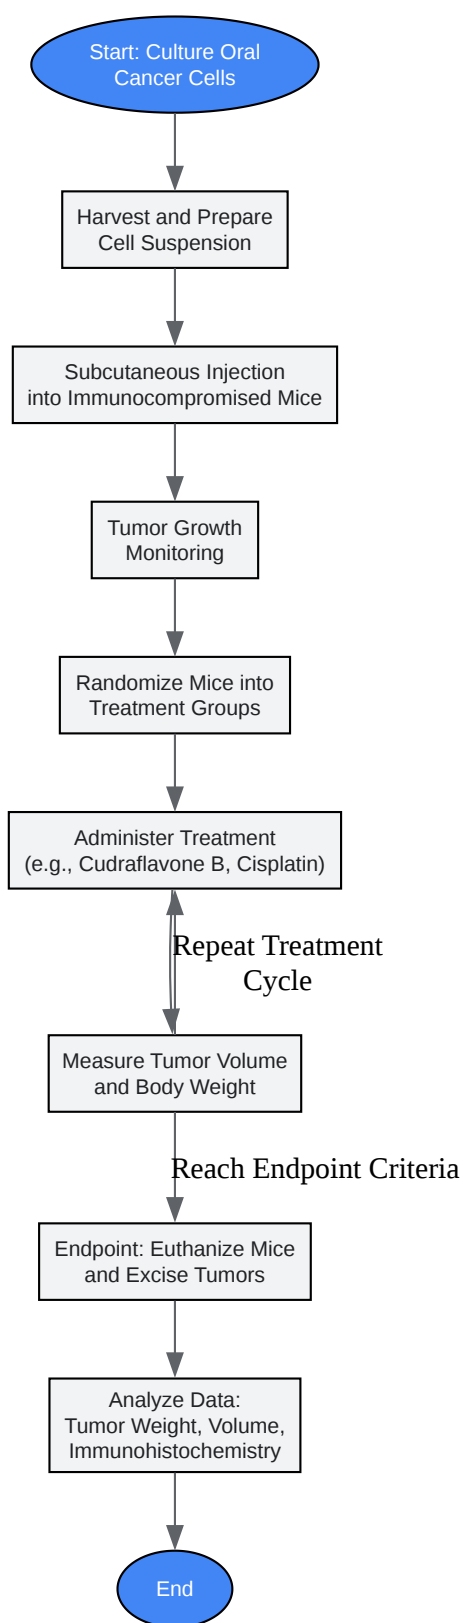 Start: Culture Oral
Cancer Cells
Harvest and Prepare
Cell Suspension
Subcutaneous Injection
into Immunocompromised Mice
Tumor Growth
Monitoring
Randomize Mice into
Treatment Groups
Administer Treatment
(e.g., Cudraflavone B, Cisplatin)
Repeat Treatment
Cycle
Measure Tumor Volume
and Body Weight
Reach Endpoint Criteria
Endpoint: Euthanize Mice
and Excise Tumors
Analyze Data:
Tumor Weight, Volume,
Immunohistochemistry
End